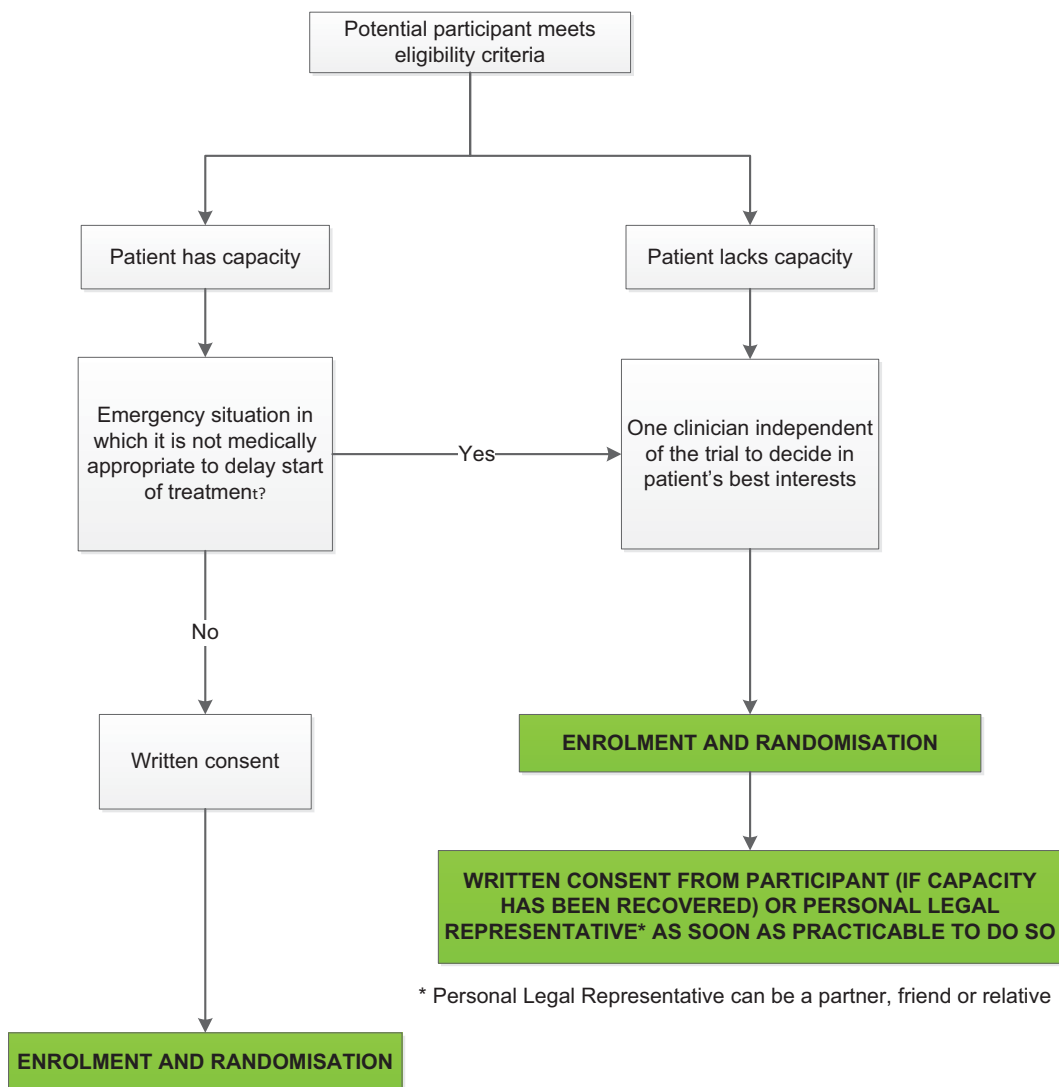 Potential participant meets
eligibility criteria
Patient has capacity
Patient lacks capacity
Emergency situation in
which it is not medically
appropriate to delay start
of treatment?
Yes
One clinician independent
of the trial to decide in
patient’s best interests
No
Written consent
ENROLMENT AND RANDOMISATION
WRITTEN CONSENT FROM PARTICIPANT (IF CAPACITY
HAS BEEN RECOVERED) OR PERSONAL LEGAL
REPRESENTATIVE* AS SOON AS PRACTICABLE TO DO SO
* Personal Legal Representative can be a partner, friend or relative
ENROLMENT AND RANDOMISATION